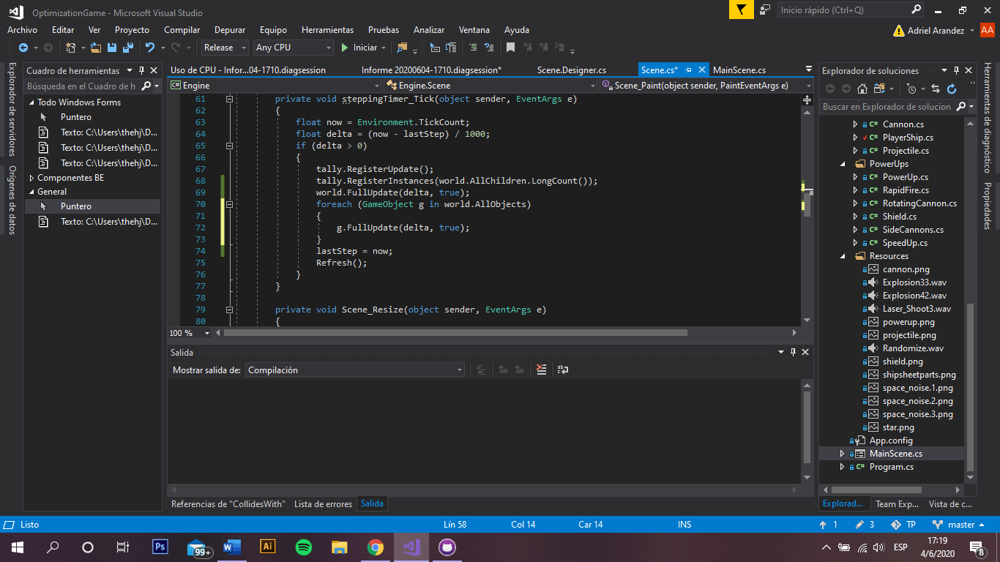 OptimizationGame - Microsoft Visual Studio
Inicio rápido (Ctrl+Q)
Archivo Editar Ver Proyecto Compilar Depurar Equipo Herramientas Pruebas Analizar Ventana Ayuda
Adriel Arandez AA
Release Any CPU Iniciar
Explorador de servidores
Orígenes de datos
Cuadro de herramientas
Búsqueda en el Cuadro de h
Todo Windows Forms
Puntero
Texto: C:\Users\thehj\D...
Texto: C:\Users\thehj\D...
Texto: C:\Users\thehj\D...
Componentes BE
General
Puntero
Texto: C:\Users\thehj\D...
Uso de CPU - Infor...04-1710.diagsession Informe 20200604-1710.diagsession* Scene.Designer.cs Scene.cs* MainScene.cs
Engine Engine.Scene Scene_Paint(object sender, PaintEventArgs e)
61 private void steppingTimer_Tick(object sender, EventArgs e)
62 {
63 float now = Environment.TickCount;
64 float delta = (now - lastStep) / 1000;
65 if (delta > 0)
66 {
67 tally.RegisterUpdate();
68 tally.RegisterInstances(world.AllChildren.LongCount());
69 world.FullUpdate(delta, true);
70 foreach (GameObject g in world.AllObjects)
71 {
72 g.FullUpdate(delta, true);
73 }
74 lastStep = now;
75 Refresh();
76 }
77 }
78
79 private void Scene_Resize(object sender, EventArgs e)
80 {
100 %
Salida
Mostrar salida de: Compilación
Referencias de "CollidesWith" Lista de errores Salida
Explorador de soluciones
Buscar en Explorador de solucion
C# Cannon.cs
C# PlayerShip.cs
C# Projectile.cs
PowerUps
C# PowerUp.cs
C# RapidFire.cs
C# RotatingCannon.cs
C# Shield.cs
C# SideCannons.cs
C# SpeedUp.cs
Resources
cannon.png
Explosion33.wav
Explosion42.wav
Laser_Shoot3.wav
powerup.png
projectile.png
Randomize.wav
shield.png
shipsheetparts.png
space_noise.1.png
space_noise.2.png
space_noise.3.png
star.png
App.config
MainScene.cs
C# Program.cs
Explorad... Team Exp... Vista de c...
Herramientas de diagnóstico
Propiedades
Listo Lín 58 Col 14 Car 14 INS 1 3 TP master
Ps 99+ W Ai ESP 17:19
4/6/2020 8